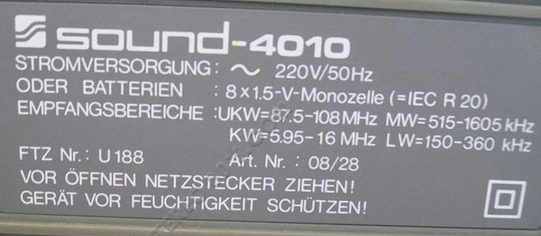 sound-4010
STROMVERSORGUNG: ~ 220V/50Hz
ODER BATTERIEN : 8 x 1.5-V-Monozelle (=IEC R 20)
EMPFANGSBEREICHE: UKW=87.5-108 MHz MW=515-1605 kHz
KW=5.95-16 MHz LW=150-360 kHz
FTZ Nr.: U 188 Art. Nr.: 08/28
VOR ÖFFNEN NETZSTECKER ZIEHEN!
GERÄT VOR FEUCHTIGKEIT SCHÜTZEN!